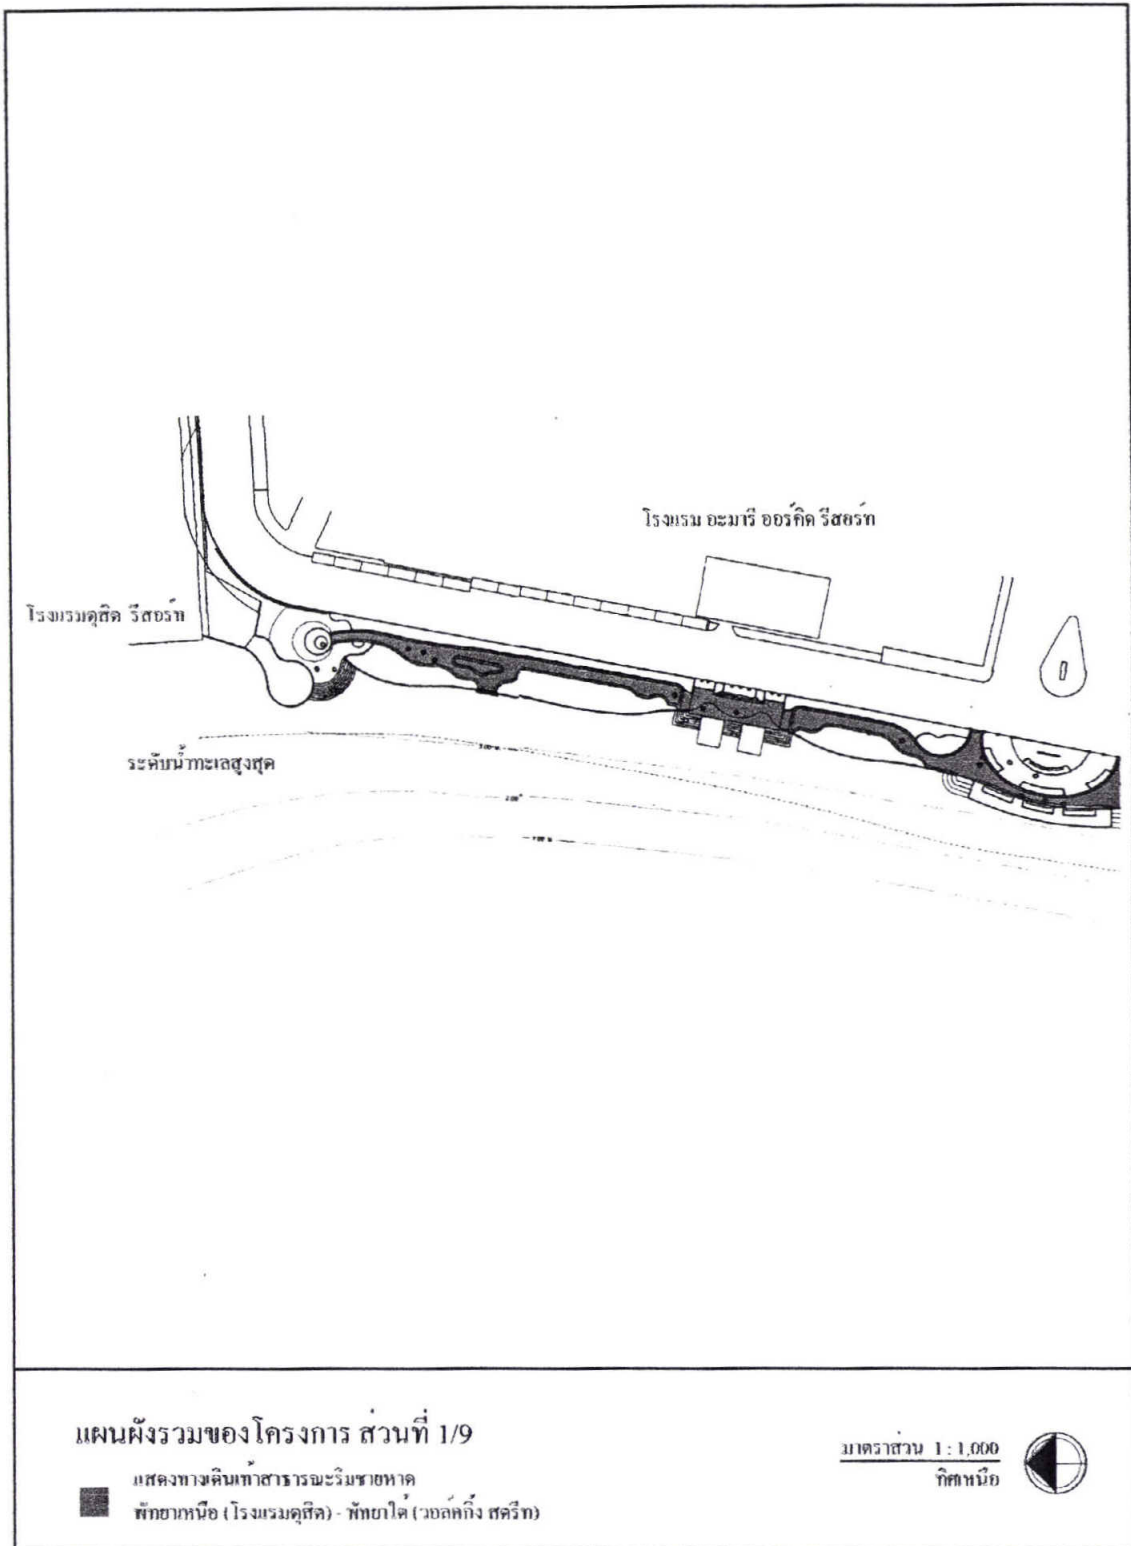 โรงแรม อะมารี ออร์คิด รีสอร์ท
โรงแรมดุสิต รีสอร์ท
ระดับน้ำทะเลสูงสุด
แผนผังรวมของโครงการ ส่วนที่ 1/9
แสดงทางเดินเท้าสาธารณะริมชายหาด
พัทยาเหนือ (โรงแรมดุสิต) - พัทยาใต้ (วอล์คกิ้ง สตรีท)
มาตราส่วน 1 : 1,000
ทิศเหนือ